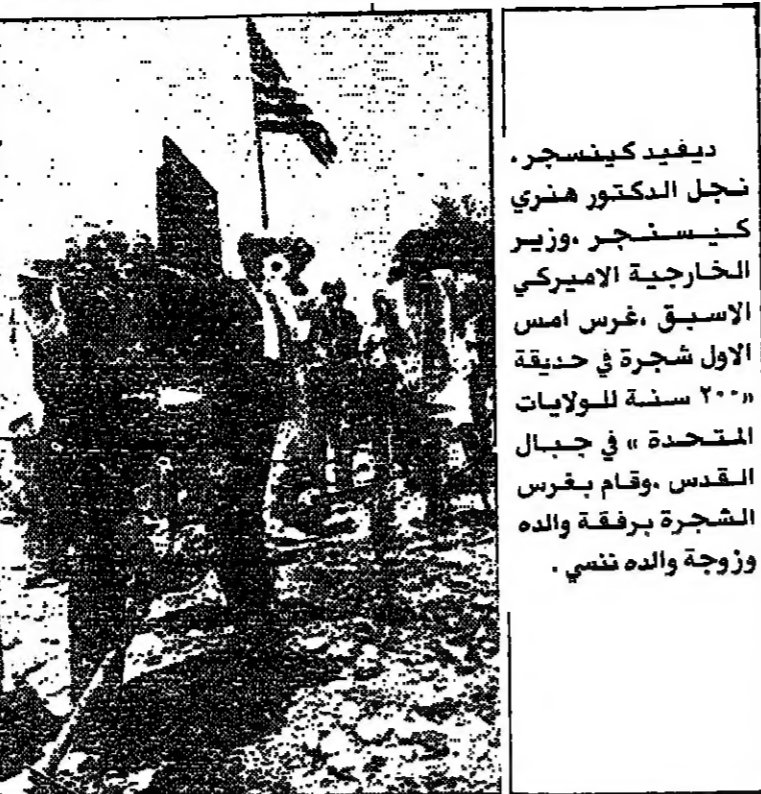 ديفيد كينسجر،
نجل الدكتور هنري
كيسنجر ،وزير
الخارجية الاميركي
الاسبق ،غرس امس
الاول شجرة في حديقة
«٢٠٠ سنة للولايات
المتحدة » في جبال
القدس ،وقام بغرس
الشجرة برفقة والده
وزوجة والده ننسي .